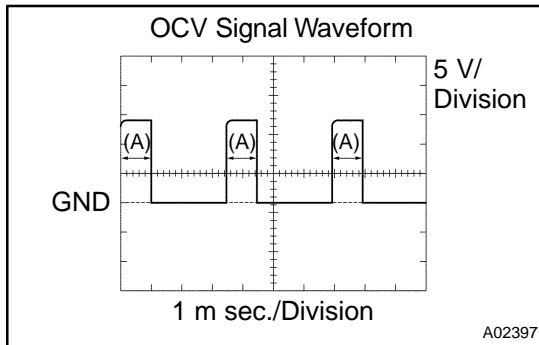 OCV Signal Waveform
5 V/
Division
(A) (A) (A)
GND
1 m sec./Division
A02397